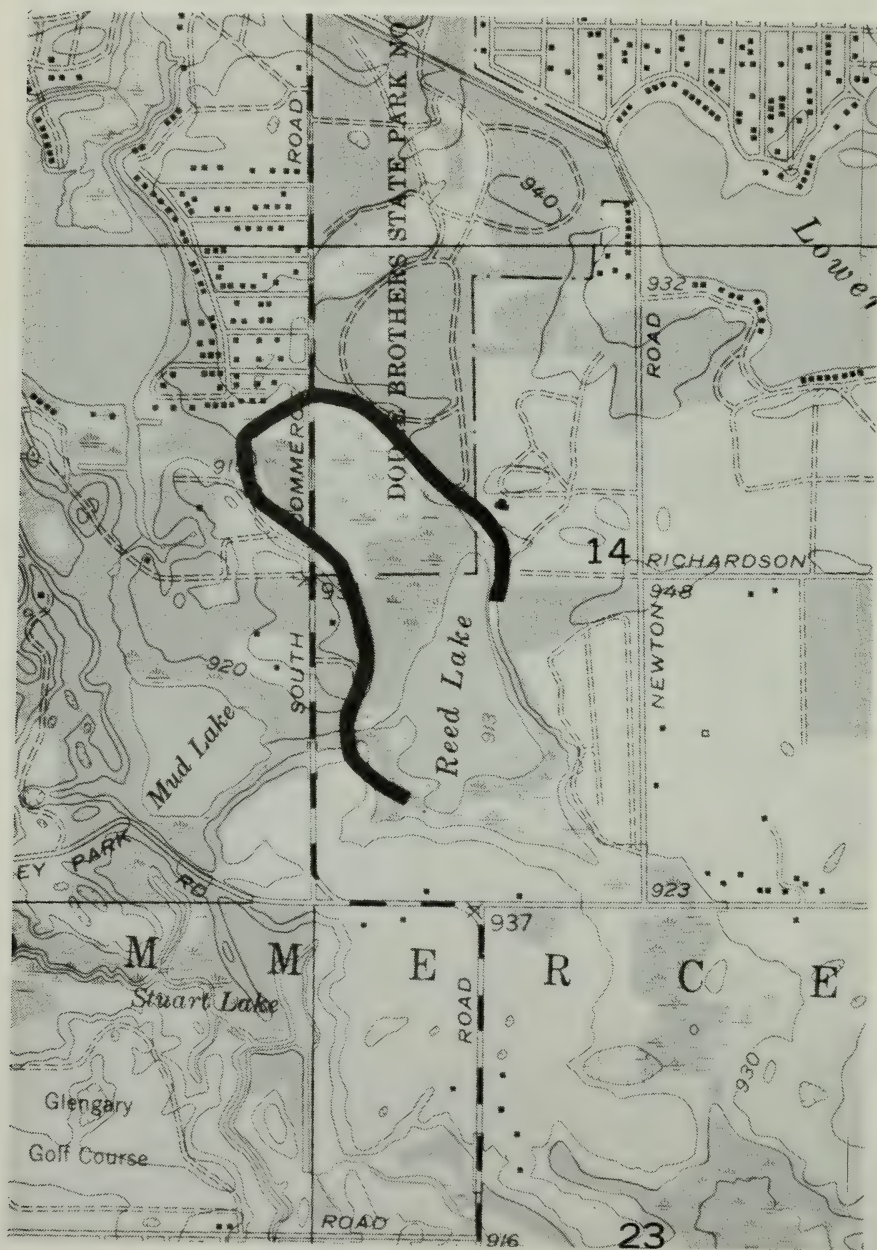 ROAD
DODGE BROTHERS STATE PARK NO
940
Lower
932
ROAD
COMMERCE
14
RICHARDSON
948
NEWTON
SOUTH
920
Reed Lake
913
Mud Lake
EY PARK RD
923
937
M M E R C E
Stuart Lake
ROAD
930
Glengary
Golf Course
ROAD
916
23